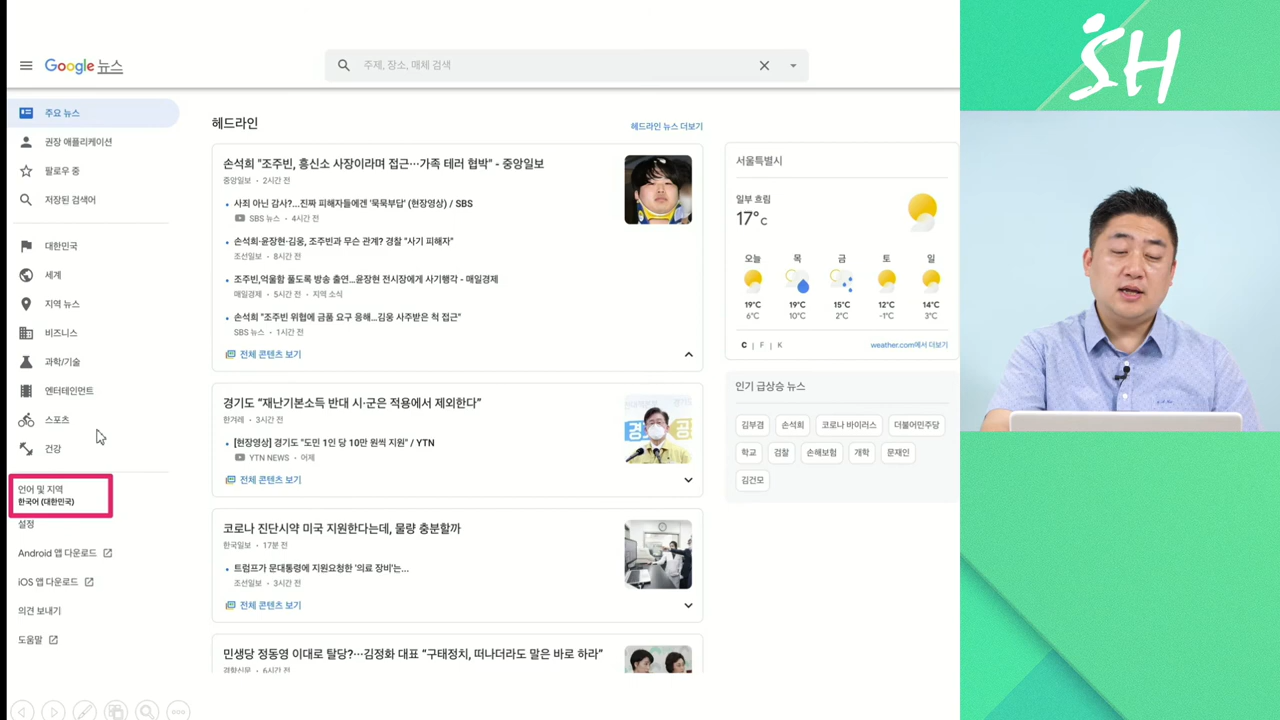 Google 뉴스
주제, 장소, 매체 검색
주요 뉴스
권장 애플리케이션
팔로우 중
저장된 검색어
대한민국
세계
지역 뉴스
비즈니스
과학/기술
엔터테인먼트
스포츠
건강
언어 및 지역
한국어 (대한민국)
설정
Android 앱 다운로드
iOS 앱 다운로드
의견 보내기
도움말
헤드라인
헤드라인 뉴스 더보기
손석희 "조주빈, 흥신소 사장이라며 접근…가족 테러 협박" - 중앙일보
중앙일보 • 2시간 전
• 사죄 아닌 감사?...진짜 피해자들에겐 '묵묵부답' (현장영상) / SBS
SBS 뉴스 • 4시간 전
• 손석희·윤장현·김웅, 조주빈과 무슨 관계? 경찰 "사기 피해자"
조선일보 • 8시간 전
• 조주빈,억울함 풀도록 방송 출연...윤장현 전시장에게 사기행각 - 매일경제
매일경제 • 5시간 전 • 지역 소식
• 손석희 "조주빈 위협에 금품 요구 응해…김웅 사주받은 척 접근"
SBS 뉴스 • 1시간 전
전체 콘텐츠 보기
경기도 “재난기본소득 반대 시·군은 적용에서 제외한다”
한겨레 • 3시간 전
• [현장영상] 경기도 "도민 1인 당 10만 원씩 지원" / YTN
YTN NEWS • 어제
전체 콘텐츠 보기
코로나 진단시약 미국 지원한다는데, 물량 충분할까
한국일보 • 17분 전
• 트럼프가 문대통령에 지원요청한 '의료 장비'는...
조선일보 • 3시간 전
전체 콘텐츠 보기
민생당 정동영 이대로 탈당?…김정화 대표 “구태정치, 떠나더라도 말은 바로 하라”
경향신문 • 6시간 전
서울특별시
일부 흐림
17°C
오늘 목 금 토 일
19°C 19°C 15°C 12°C 14°C
6°C 10°C 2°C -1°C 3°C
C | F | K
weather.com에서 더보기
인기 급상승 뉴스
김부겸 손석희 코로나 바이러스 더불어민주당
학교 검찰 손해보험 개학 문재인
김건모
SH